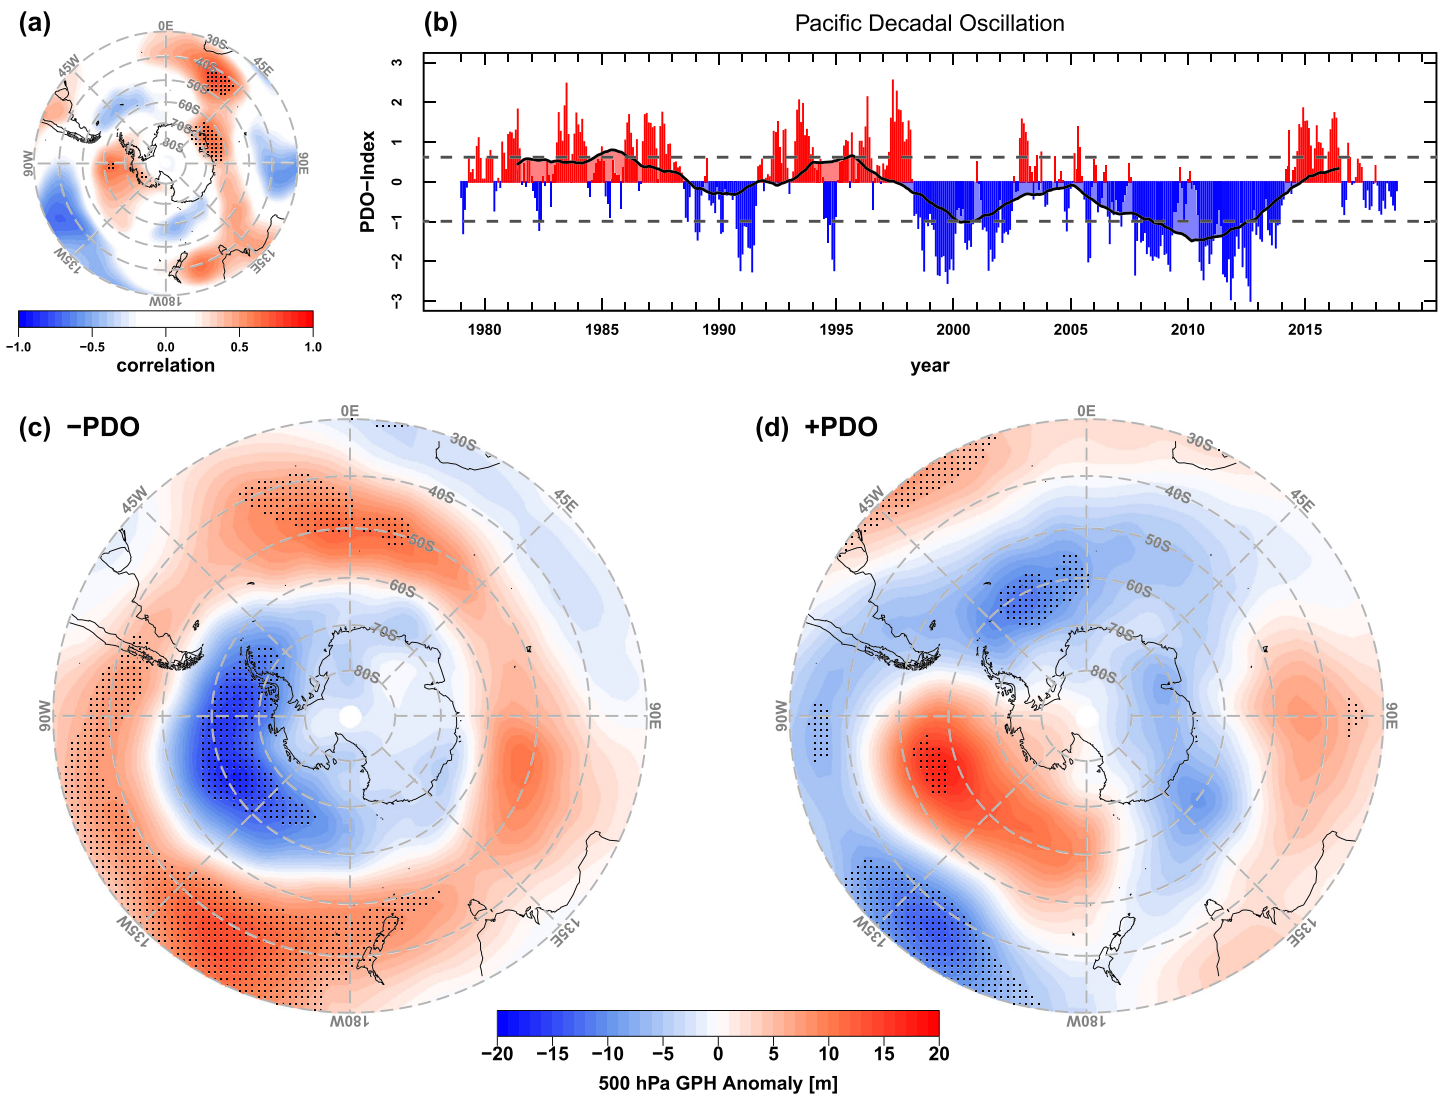 (a)
0E
30S
40S
50S
60S
70S
80S
45E
90E
135E
180W
135W
90W
45W
−1.0 −0.5 0.0 0.5 1.0
correlation
(b) Pacific Decadal Oscillation
PDO−Index
3
2
1
0
−1
−2
−3
1980 1985 1990 1995 2000 2005 2010 2015
year
(c) −PDO
0E
30S
40S
50S
60S
70S
80S
45E
90E
135E
180W
135W
90W
45W
(d) +PDO
0E
30S
40S
50S
60S
70S
80S
45E
90E
135E
180W
135W
90W
45W
−20 −15 −10 −5 0 5 10 15 20
500 hPa GPH Anomaly [m]